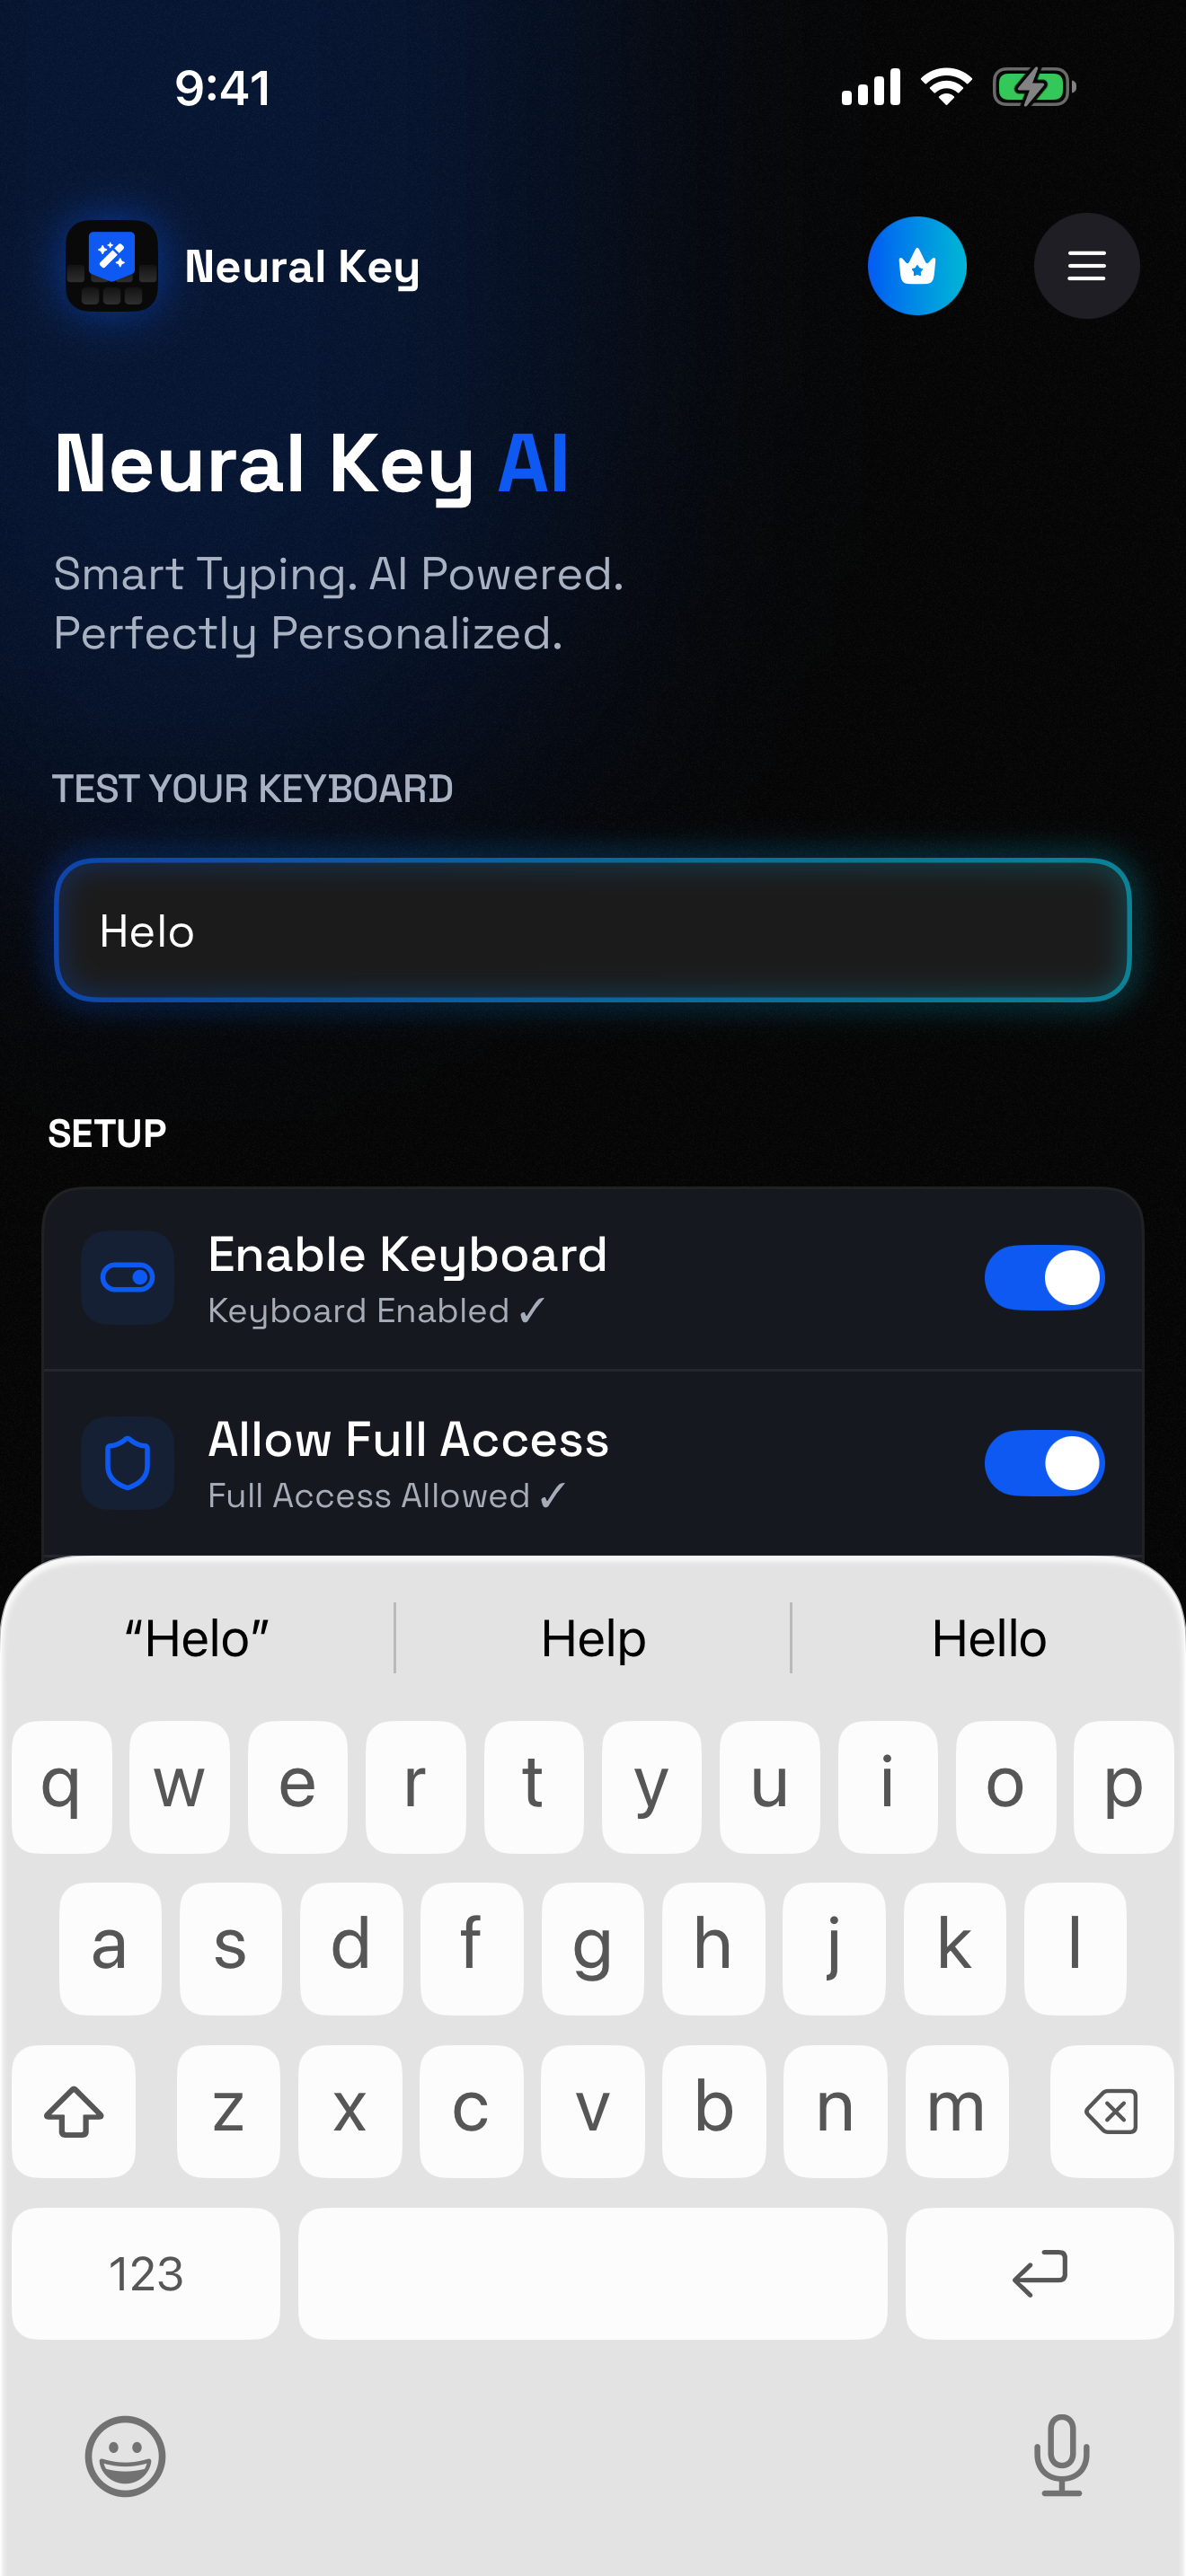 9:41
Neural Key
Neural Key AI
Smart Typing. AI Powered.
Perfectly Personalized.
TEST YOUR KEYBOARD
Helo
SETUP
Enable Keyboard
Keyboard Enabled ✓
Allow Full Access
Full Access Allowed ✓
“Helo” Help Hello
q w e r t y u i o p
a s d f g h j k l
z x c v b n m
123